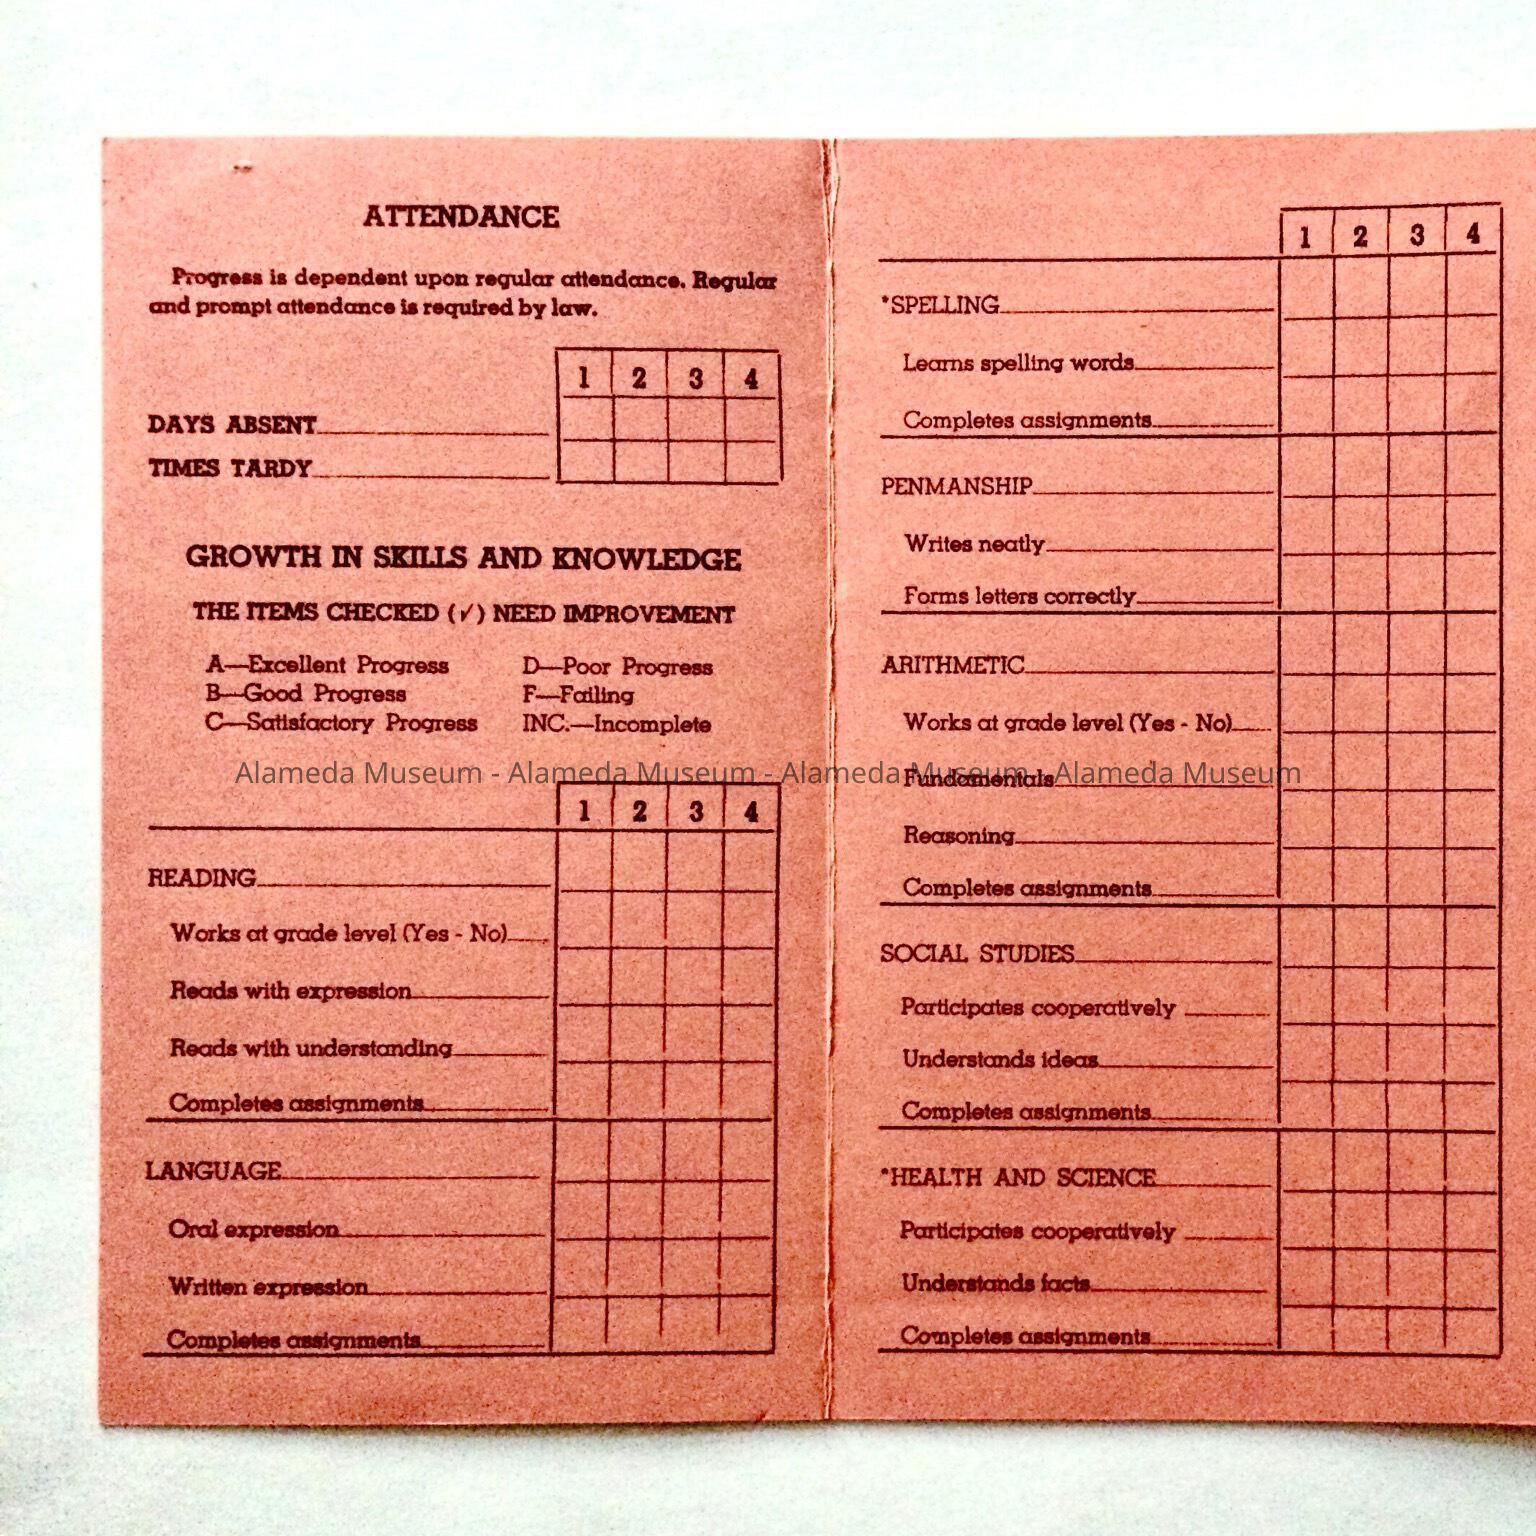 ATTENDANCE
Progress is dependent upon regular attendance. Regular
and prompt attendance is required by law.
1 2 3 4
DAYS ABSENT
TIMES TARDY
GROWTH IN SKILLS AND KNOWLEDGE
THE ITEMS CHECKED (✓) NEED IMPROVEMENT
A—Excellent Progress D—Poor Progress
B—Good Progress F—Failing
C—Satisfactory Progress INC.—Incomplete
Alameda Museum - Alameda Museum - Alameda Museum - Alameda Museum
1 2 3 4
READING
Works at grade level (Yes - No)
Reads with expression
Reads with understanding
Completes assignments
LANGUAGE
Oral expression
Written expression
Completes assignments
1 2 3 4
*SPELLING
Learns spelling words
Completes assignments
PENMANSHIP
Writes neatly
Forms letters correctly
ARITHMETIC
Works at grade level (Yes - No)
Fundamentals
Reasoning
Completes assignments
SOCIAL STUDIES
Participates cooperatively
Understands ideas
Completes assignments
*HEALTH AND SCIENCE
Participates cooperatively
Understands facts
Completes assignments